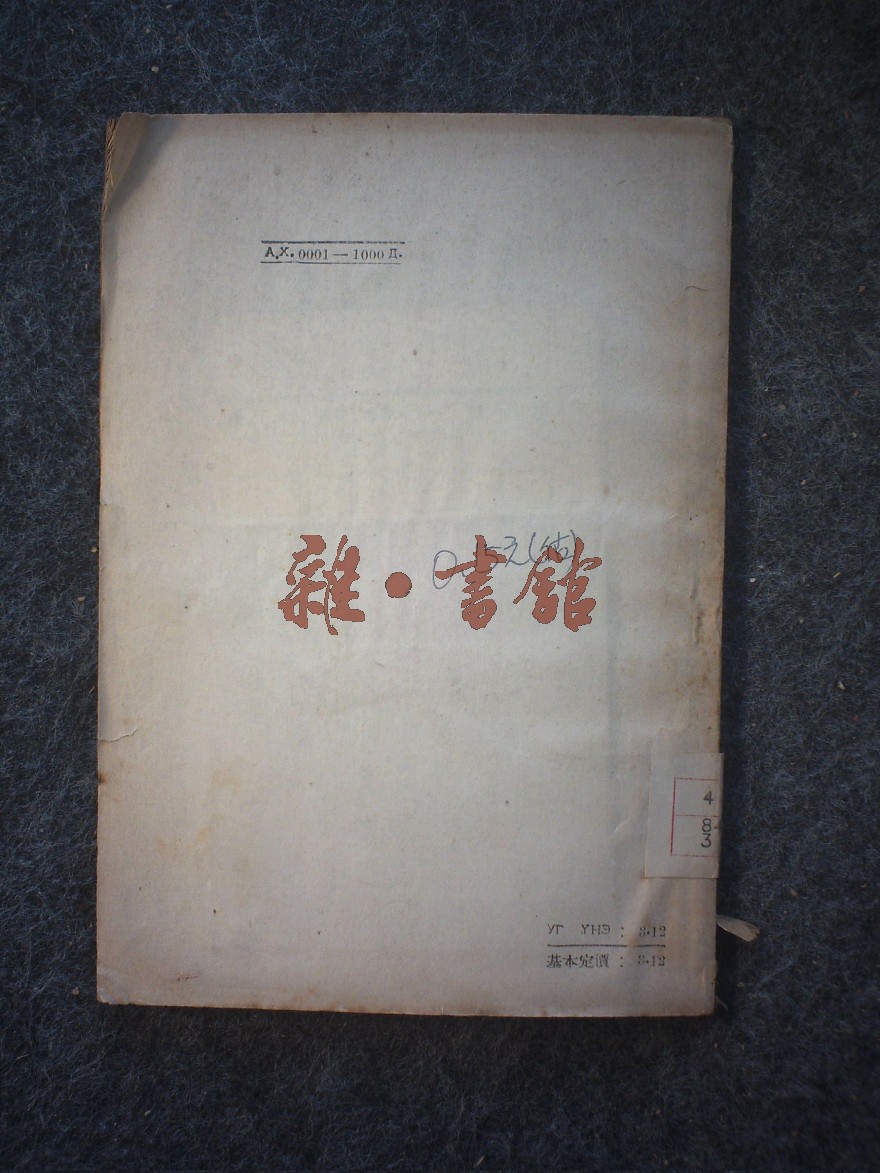 А.Х. 0001 — 1000 Д.
雜·書館
4
8
3
УГ ҮНЭ : 3.12
基本定價 : 3.12